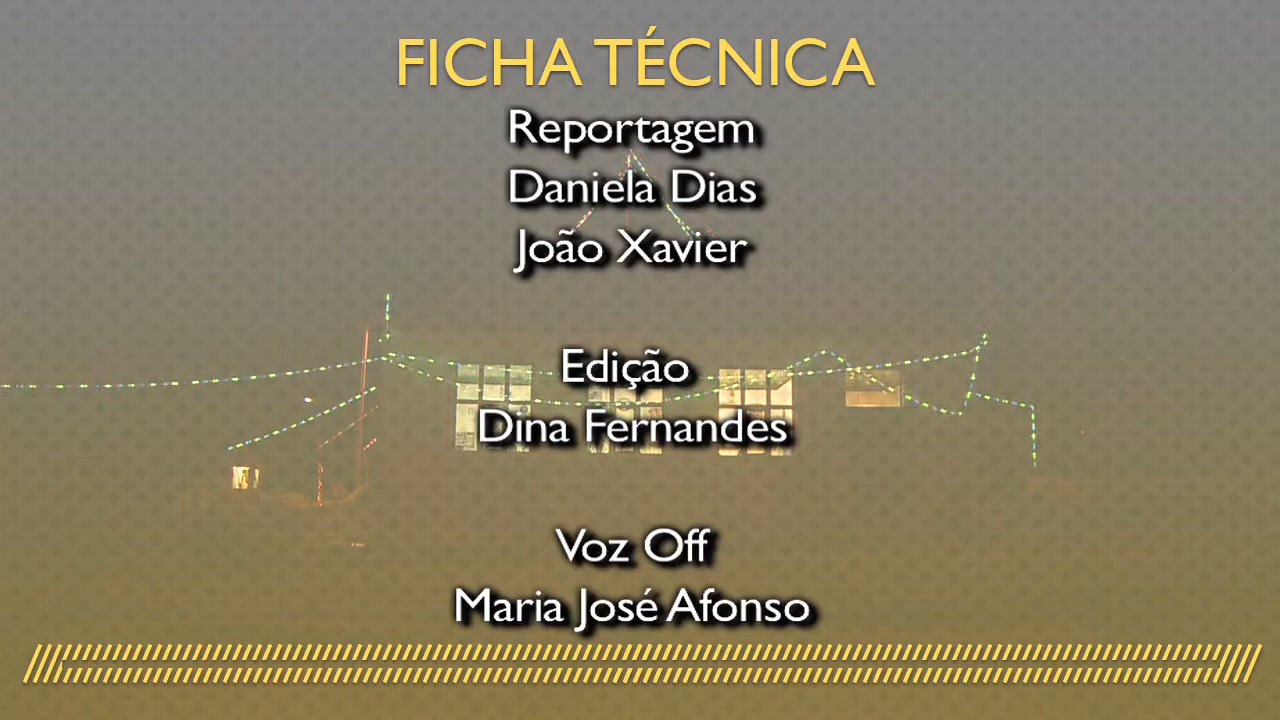 FICHA TÉCNICA
Reportagem
Daniela Dias
João Xavier
Edição
Dina Fernandes
Voz Off
Maria José Afonso